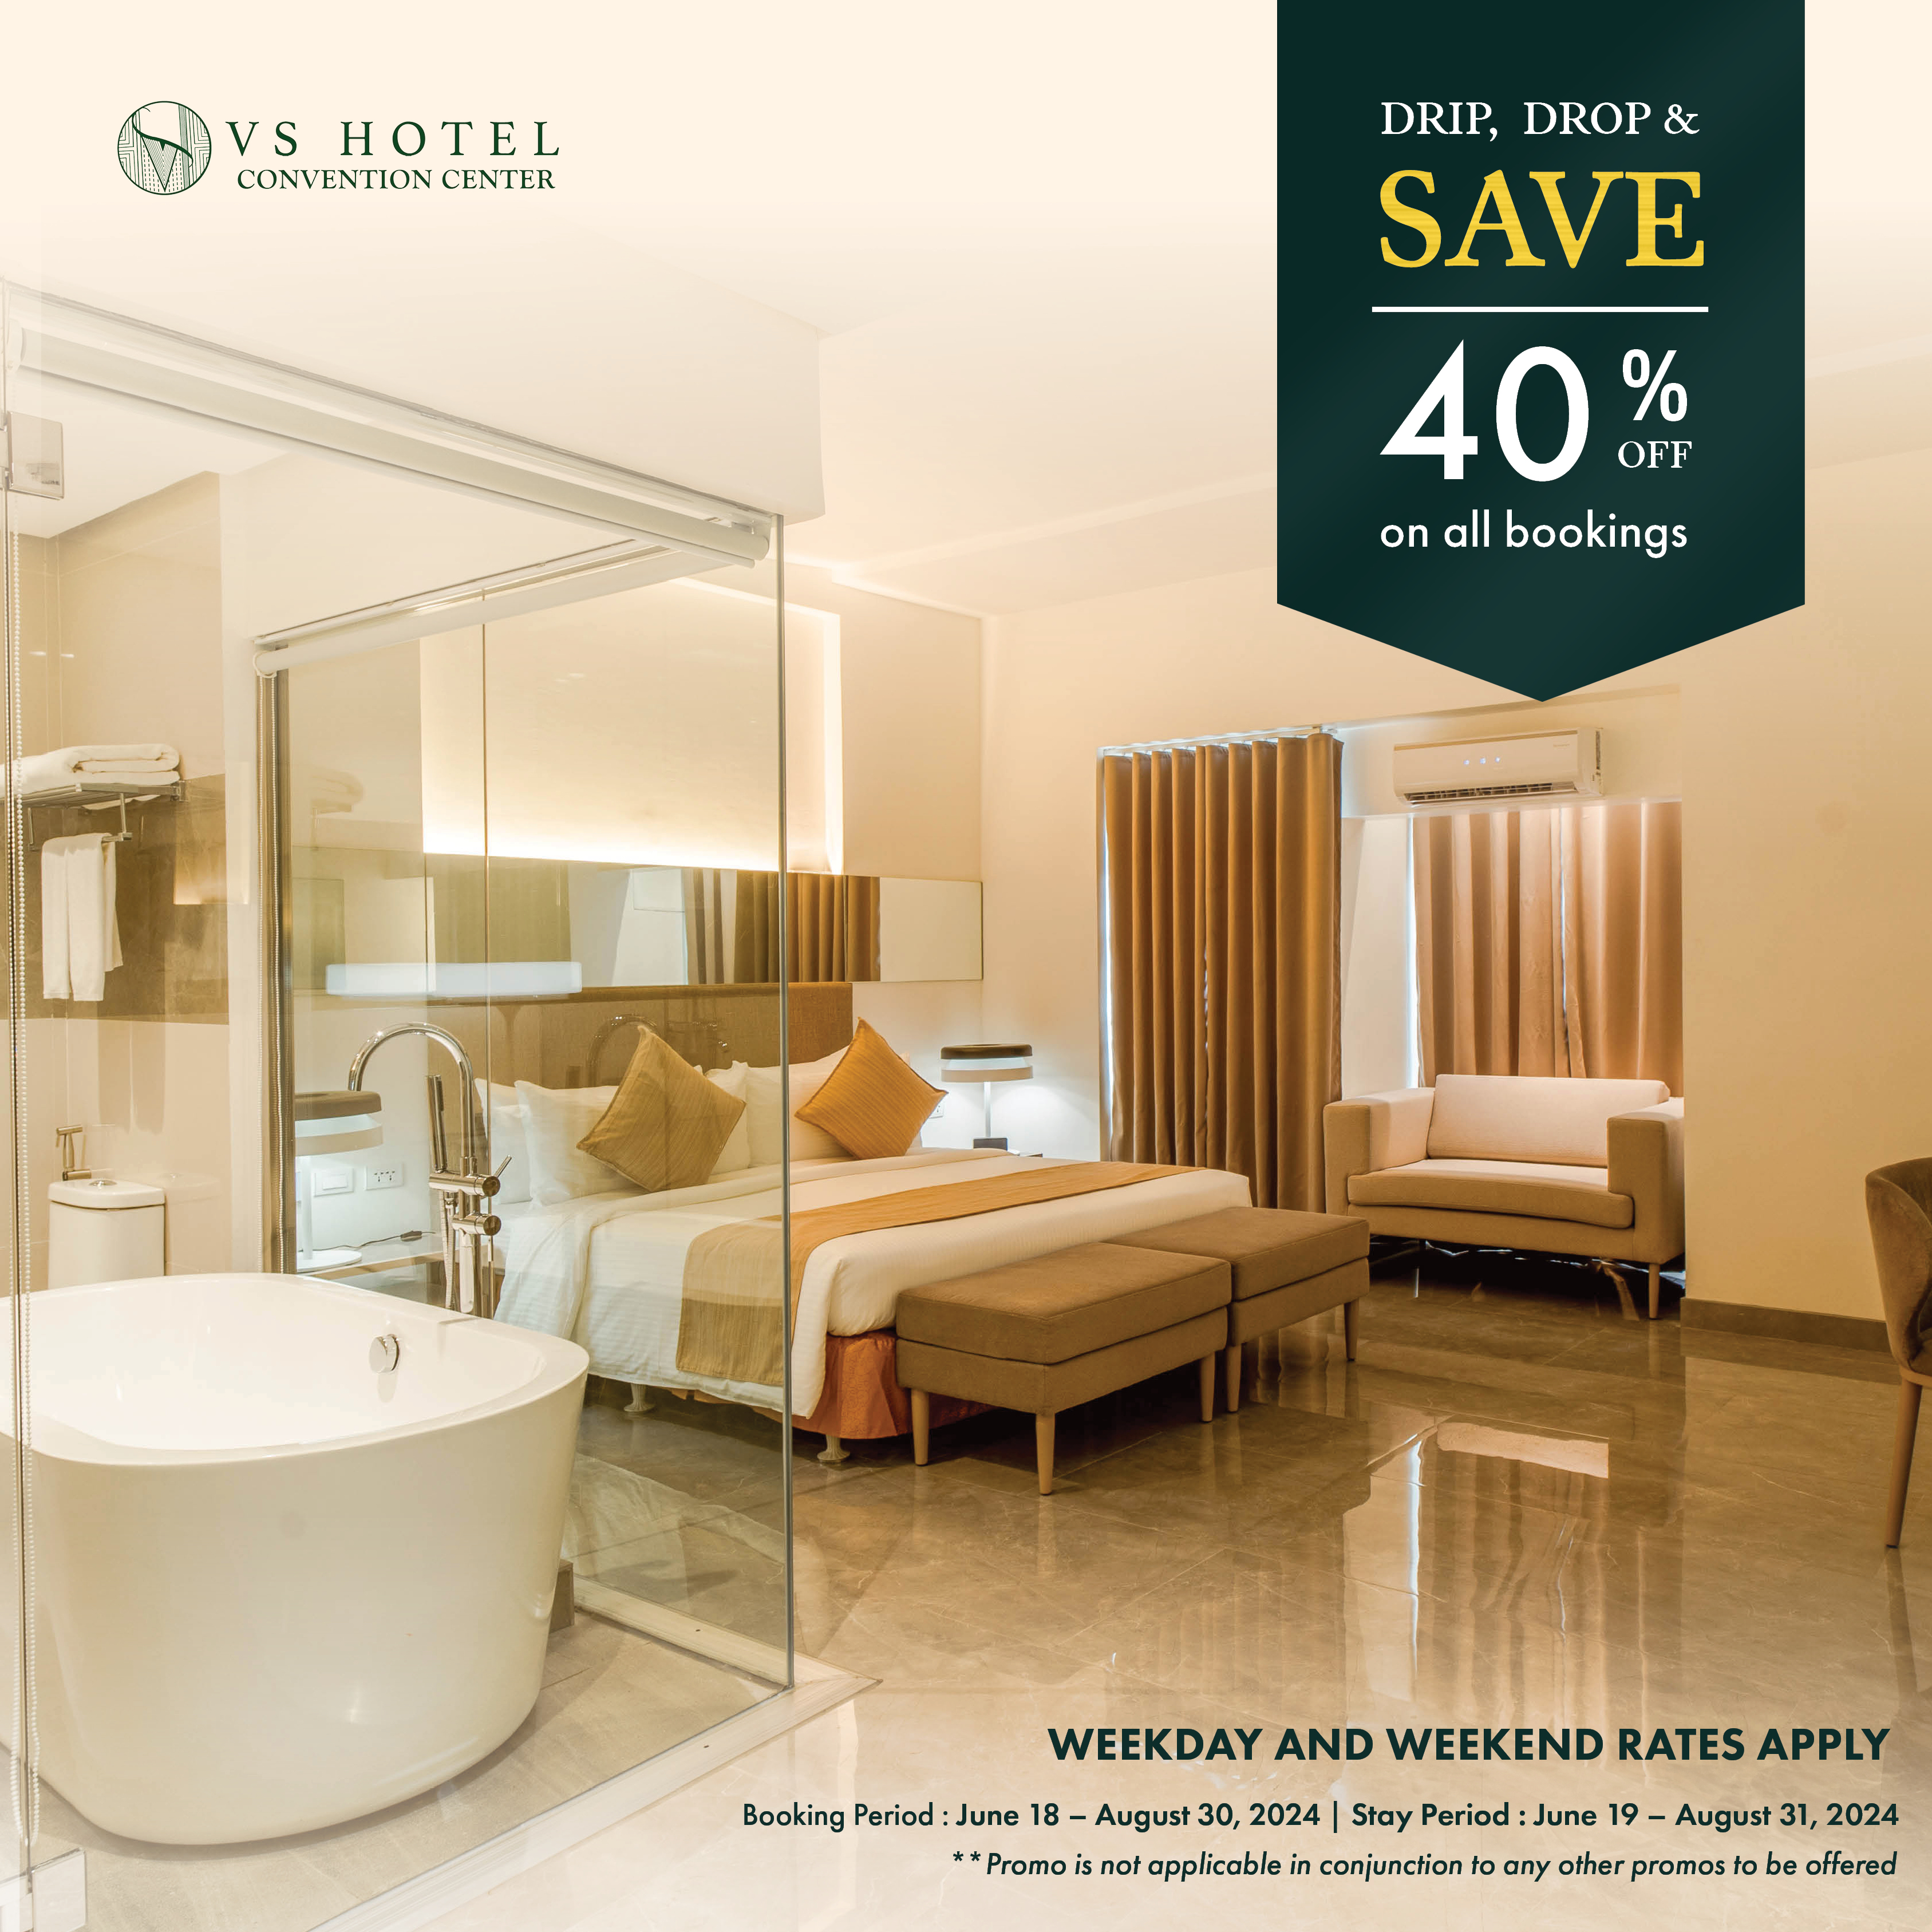 VS HOTEL
CONVENTION CENTER
DRIP, DROP &
SAVE
40 %
OFF
on all bookings
WEEKDAY AND WEEKEND RATES APPLY
Booking Period : June 18 – August 30, 2024 | Stay Period : June 19 – August 31, 2024
**Promo is not applicable in conjunction to any other promos to be offered